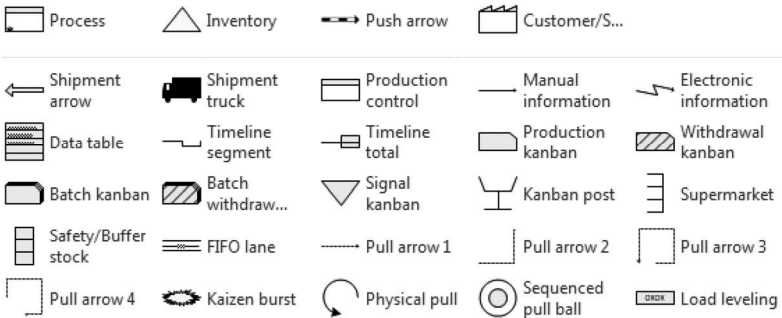 Process
Inventory
Push arrow
Customer/S...
Shipment
arrow
Shipment
truck
Production
control
Manual
information
Electronic
information
Data table
Timeline
segment
Timeline
total
Production
kanban
Withdrawal
kanban
Batch kanban
Batch
withdraw...
Signal
kanban
Kanban post
Supermarket
Safety/Buffer
stock
FIFO lane
Pull arrow 1
Pull arrow 2
Pull arrow 3
Pull arrow 4
Kaizen burst
Physical pull
Sequenced
pull ball
OXOX
Load leveling